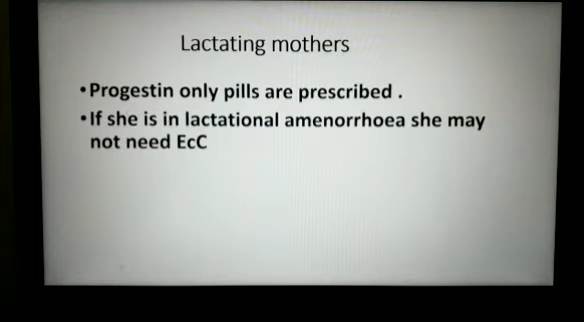 Lactating mothers
•Progestin only pills are prescribed .
•If she is in lactational amenorrhoea she may
not need EcC